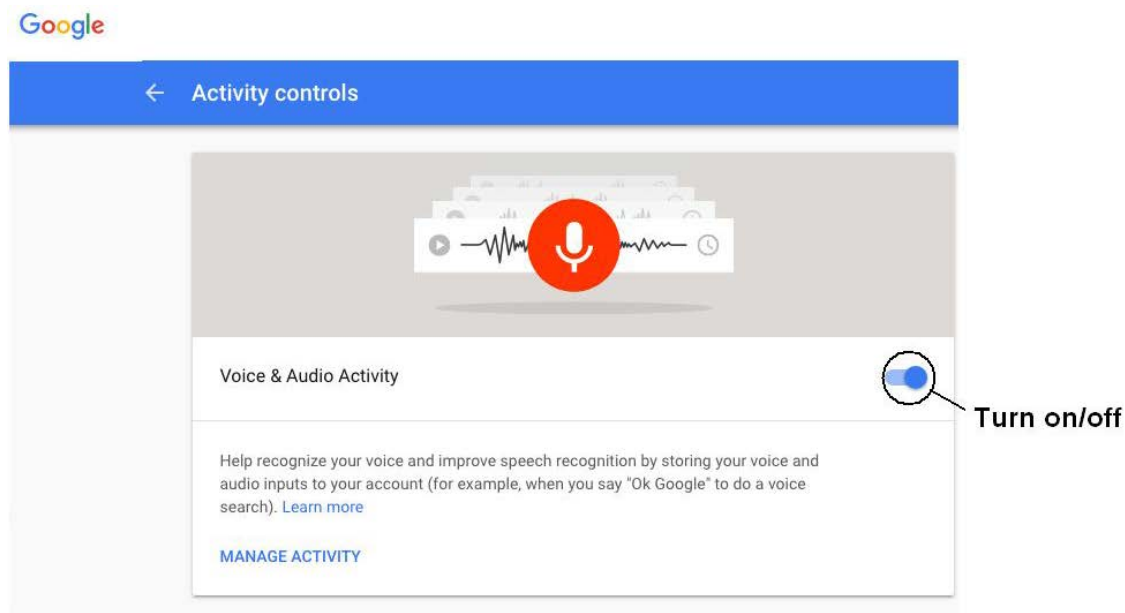 Google
Activity controls
Voice & Audio Activity
Turn on/off
Help recognize your voice and improve speech recognition by storing your voice and
audio inputs to your account (for example, when you say "Ok Google" to do a voice
search). Learn more
MANAGE ACTIVITY